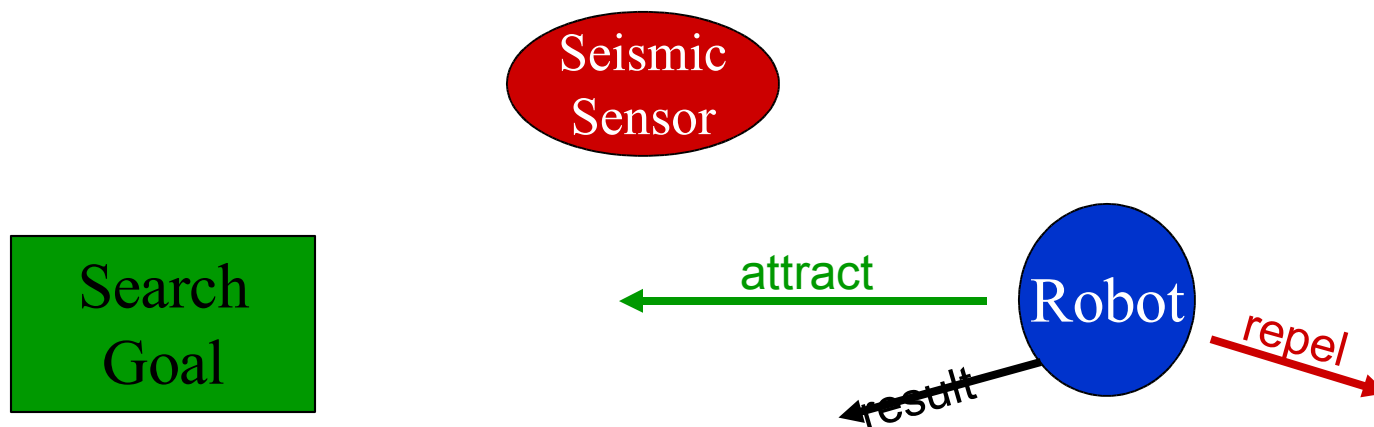 Seismic
Sensor
Search
Goal
attract
Robot
repel
result